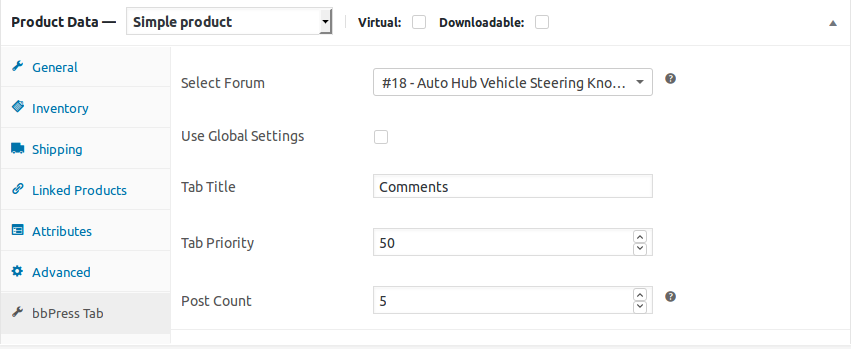 Product Data — Simple product Virtual: Downloadable:
General
Inventory
Shipping
Linked Products
Attributes
Advanced
bbPress Tab
Select Forum #18 - Auto Hub Vehicle Steering Kno...
Use Global Settings
Tab Title Comments
Tab Priority 50
Post Count 5